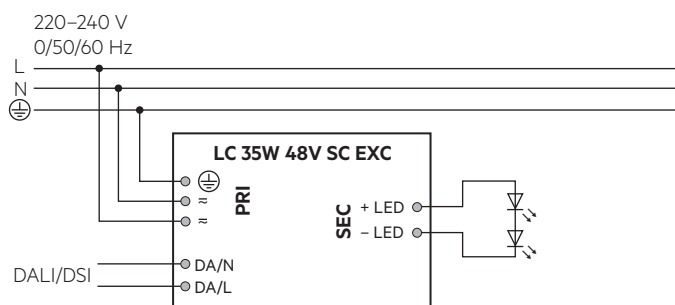 220–240 V
0/50/60 Hz
L
N
LC 35W 48V SC EXC
PRI
≂
≂
SEC
+ LED
– LED
DALI/DSI
DA/N
DA/L